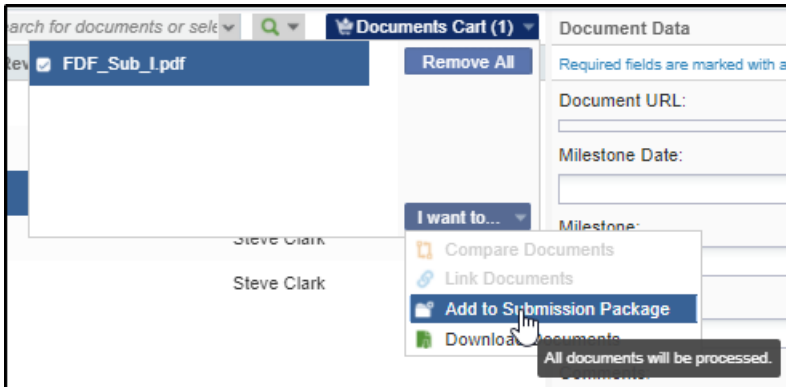 earch for documents or sele
Documents Cart (1)
Document Data
Rev
FDF_Sub_I.pdf
Remove All
Required fields are marked with a
Document URL:
Milestone Date:
I want to...
Milestone:
Steve Clark
Compare Documents
Link Documents
Steve Clark
Add to Submission Package
Download Documents
All documents will be processed.
Comments: